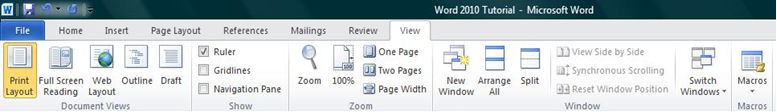 Word 2010 Tutorial - Microsoft Word
File Home Insert Page Layout References Mailings Review View
Print Layout
Full Screen Reading
Web Layout
Outline
Draft
Document Views
Ruler
Gridlines
Navigation Pane
Show
Zoom
100%
One Page
Two Pages
Page Width
Zoom
New Window
Arrange All
Split
View Side by Side
Synchronous Scrolling
Reset Window Position
Switch Windows
Window
Macros
Macros